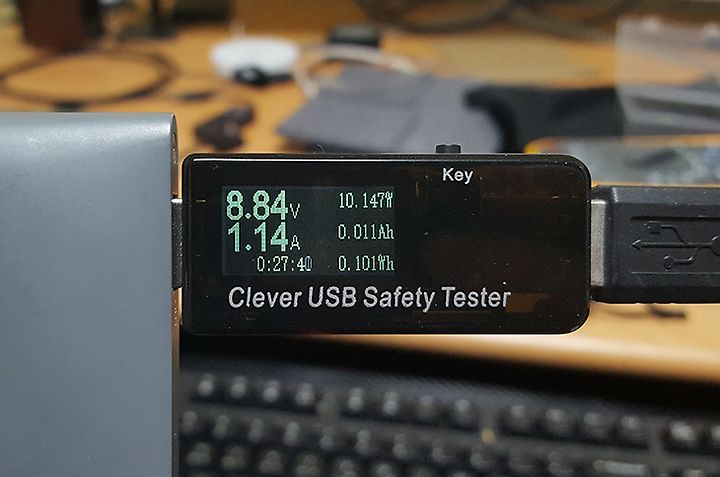 Key
8.84V 10.147W
1.14A 0.011Ah
0:27:40 0.101Wh
Clever USB Safety Tester